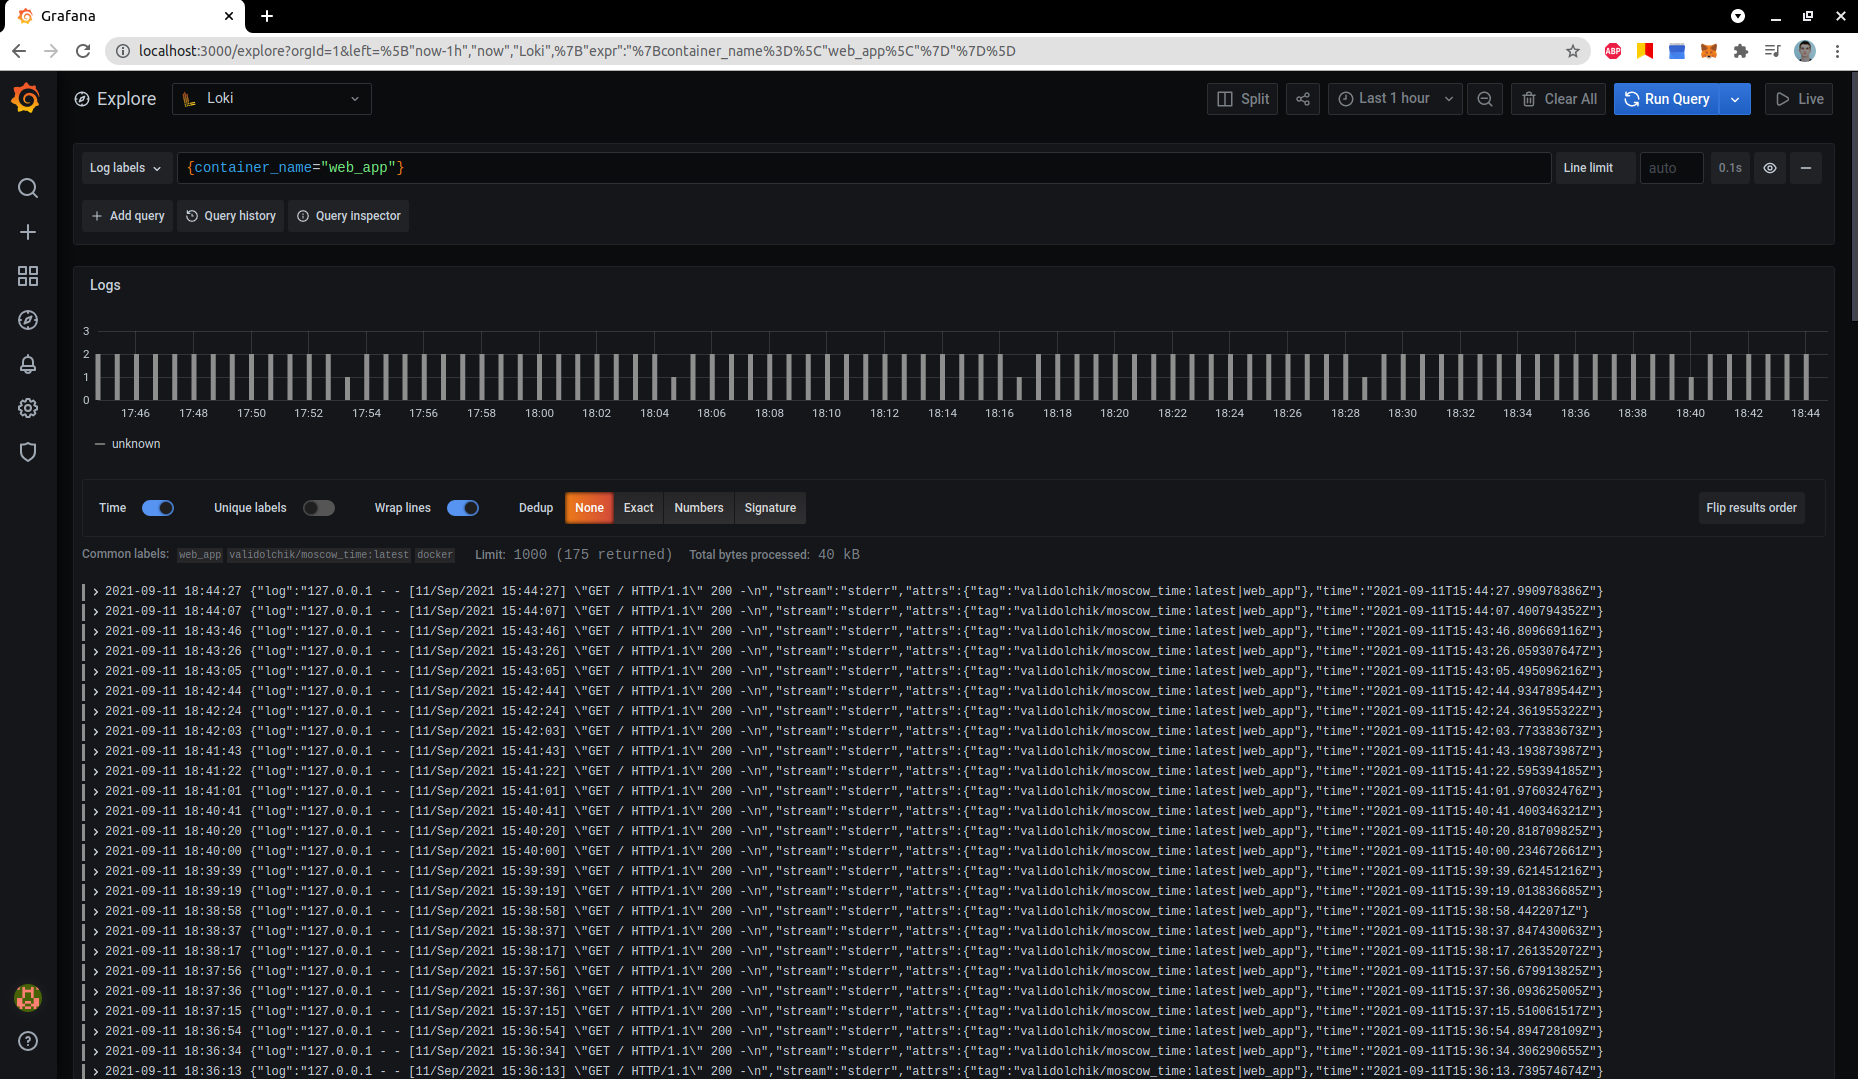 Grafana
localhost:3000/explore?orgId=1&left=%5B"now-1h","now","Loki",%7B"expr":"%7Bcontainer_name%3D%5C"web_app%5C"%7D"%7D%5D
ABP
Explore Loki Split Last 1 hour Clear All Run Query Live
Log labels {container_name="web_app"} Line limit auto 0.1s
Add query Query history Query inspector
Logs
3
2
1
0
17:46 17:48 17:50 17:52 17:54 17:56 17:58 18:00 18:02 18:04 18:06 18:08 18:10 18:12 18:14 18:16 18:18 18:20 18:22 18:24 18:26 18:28 18:30 18:32 18:34 18:36 18:38 18:40 18:42 18:44
unknown
Time Unique labels Wrap lines Dedup None Exact Numbers Signature Flip results order
Common labels: web_app validolchik/moscow_time:latest docker Limit: 1000 (175 returned) Total bytes processed: 40 kB
2021-09-11 18:44:27 {"log":"127.0.0.1 - - [11/Sep/2021 15:44:27] \"GET / HTTP/1.1\" 200 -\n","stream":"stderr","attrs":{"tag":"validolchik/moscow_time:latest|web_app"},"time":"2021-09-11T15:44:27.990978386Z"}
2021-09-11 18:44:07 {"log":"127.0.0.1 - - [11/Sep/2021 15:44:07] \"GET / HTTP/1.1\" 200 -\n","stream":"stderr","attrs":{"tag":"validolchik/moscow_time:latest|web_app"},"time":"2021-09-11T15:44:07.400794352Z"}
2021-09-11 18:43:46 {"log":"127.0.0.1 - - [11/Sep/2021 15:43:46] \"GET / HTTP/1.1\" 200 -\n","stream":"stderr","attrs":{"tag":"validolchik/moscow_time:latest|web_app"},"time":"2021-09-11T15:43:46.809669116Z"}
2021-09-11 18:43:26 {"log":"127.0.0.1 - - [11/Sep/2021 15:43:26] \"GET / HTTP/1.1\" 200 -\n","stream":"stderr","attrs":{"tag":"validolchik/moscow_time:latest|web_app"},"time":"2021-09-11T15:43:26.059307647Z"}
2021-09-11 18:43:05 {"log":"127.0.0.1 - - [11/Sep/2021 15:43:05] \"GET / HTTP/1.1\" 200 -\n","stream":"stderr","attrs":{"tag":"validolchik/moscow_time:latest|web_app"},"time":"2021-09-11T15:43:05.495096216Z"}
2021-09-11 18:42:44 {"log":"127.0.0.1 - - [11/Sep/2021 15:42:44] \"GET / HTTP/1.1\" 200 -\n","stream":"stderr","attrs":{"tag":"validolchik/moscow_time:latest|web_app"},"time":"2021-09-11T15:42:44.934789544Z"}
2021-09-11 18:42:24 {"log":"127.0.0.1 - - [11/Sep/2021 15:42:24] \"GET / HTTP/1.1\" 200 -\n","stream":"stderr","attrs":{"tag":"validolchik/moscow_time:latest|web_app"},"time":"2021-09-11T15:42:24.361955322Z"}
2021-09-11 18:42:03 {"log":"127.0.0.1 - - [11/Sep/2021 15:42:03] \"GET / HTTP/1.1\" 200 -\n","stream":"stderr","attrs":{"tag":"validolchik/moscow_time:latest|web_app"},"time":"2021-09-11T15:42:03.773383673Z"}
2021-09-11 18:41:43 {"log":"127.0.0.1 - - [11/Sep/2021 15:41:43] \"GET / HTTP/1.1\" 200 -\n","stream":"stderr","attrs":{"tag":"validolchik/moscow_time:latest|web_app"},"time":"2021-09-11T15:41:43.193873987Z"}
2021-09-11 18:41:22 {"log":"127.0.0.1 - - [11/Sep/2021 15:41:22] \"GET / HTTP/1.1\" 200 -\n","stream":"stderr","attrs":{"tag":"validolchik/moscow_time:latest|web_app"},"time":"2021-09-11T15:41:22.595394185Z"}
2021-09-11 18:41:01 {"log":"127.0.0.1 - - [11/Sep/2021 15:41:01] \"GET / HTTP/1.1\" 200 -\n","stream":"stderr","attrs":{"tag":"validolchik/moscow_time:latest|web_app"},"time":"2021-09-11T15:41:01.976032476Z"}
2021-09-11 18:40:41 {"log":"127.0.0.1 - - [11/Sep/2021 15:40:41] \"GET / HTTP/1.1\" 200 -\n","stream":"stderr","attrs":{"tag":"validolchik/moscow_time:latest|web_app"},"time":"2021-09-11T15:40:41.400346321Z"}
2021-09-11 18:40:20 {"log":"127.0.0.1 - - [11/Sep/2021 15:40:20] \"GET / HTTP/1.1\" 200 -\n","stream":"stderr","attrs":{"tag":"validolchik/moscow_time:latest|web_app"},"time":"2021-09-11T15:40:20.818709825Z"}
2021-09-11 18:40:00 {"log":"127.0.0.1 - - [11/Sep/2021 15:40:00] \"GET / HTTP/1.1\" 200 -\n","stream":"stderr","attrs":{"tag":"validolchik/moscow_time:latest|web_app"},"time":"2021-09-11T15:40:00.234672661Z"}
2021-09-11 18:39:39 {"log":"127.0.0.1 - - [11/Sep/2021 15:39:39] \"GET / HTTP/1.1\" 200 -\n","stream":"stderr","attrs":{"tag":"validolchik/moscow_time:latest|web_app"},"time":"2021-09-11T15:39:39.621451216Z"}
2021-09-11 18:39:19 {"log":"127.0.0.1 - - [11/Sep/2021 15:39:19] \"GET / HTTP/1.1\" 200 -\n","stream":"stderr","attrs":{"tag":"validolchik/moscow_time:latest|web_app"},"time":"2021-09-11T15:39:19.013836685Z"}
2021-09-11 18:38:58 {"log":"127.0.0.1 - - [11/Sep/2021 15:38:58] \"GET / HTTP/1.1\" 200 -\n","stream":"stderr","attrs":{"tag":"validolchik/moscow_time:latest|web_app"},"time":"2021-09-11T15:38:58.4422071Z"}
2021-09-11 18:38:37 {"log":"127.0.0.1 - - [11/Sep/2021 15:38:37] \"GET / HTTP/1.1\" 200 -\n","stream":"stderr","attrs":{"tag":"validolchik/moscow_time:latest|web_app"},"time":"2021-09-11T15:38:37.847430063Z"}
2021-09-11 18:38:17 {"log":"127.0.0.1 - - [11/Sep/2021 15:38:17] \"GET / HTTP/1.1\" 200 -\n","stream":"stderr","attrs":{"tag":"validolchik/moscow_time:latest|web_app"},"time":"2021-09-11T15:38:17.261352072Z"}
2021-09-11 18:37:56 {"log":"127.0.0.1 - - [11/Sep/2021 15:37:56] \"GET / HTTP/1.1\" 200 -\n","stream":"stderr","attrs":{"tag":"validolchik/moscow_time:latest|web_app"},"time":"2021-09-11T15:37:56.679913825Z"}
2021-09-11 18:37:36 {"log":"127.0.0.1 - - [11/Sep/2021 15:37:36] \"GET / HTTP/1.1\" 200 -\n","stream":"stderr","attrs":{"tag":"validolchik/moscow_time:latest|web_app"},"time":"2021-09-11T15:37:36.093625005Z"}
2021-09-11 18:37:15 {"log":"127.0.0.1 - - [11/Sep/2021 15:37:15] \"GET / HTTP/1.1\" 200 -\n","stream":"stderr","attrs":{"tag":"validolchik/moscow_time:latest|web_app"},"time":"2021-09-11T15:37:15.510061517Z"}
2021-09-11 18:36:54 {"log":"127.0.0.1 - - [11/Sep/2021 15:36:54] \"GET / HTTP/1.1\" 200 -\n","stream":"stderr","attrs":{"tag":"validolchik/moscow_time:latest|web_app"},"time":"2021-09-11T15:36:54.894728109Z"}
2021-09-11 18:36:34 {"log":"127.0.0.1 - - [11/Sep/2021 15:36:34] \"GET / HTTP/1.1\" 200 -\n","stream":"stderr","attrs":{"tag":"validolchik/moscow_time:latest|web_app"},"time":"2021-09-11T15:36:34.306290655Z"}
2021-09-11 18:36:13 {"log":"127.0.0.1 - - [11/Sep/2021 15:36:13] \"GET / HTTP/1.1\" 200 -\n","stream":"stderr","attrs":{"tag":"validolchik/moscow_time:latest|web_app"},"time":"2021-09-11T15:36:13.739574674Z"}